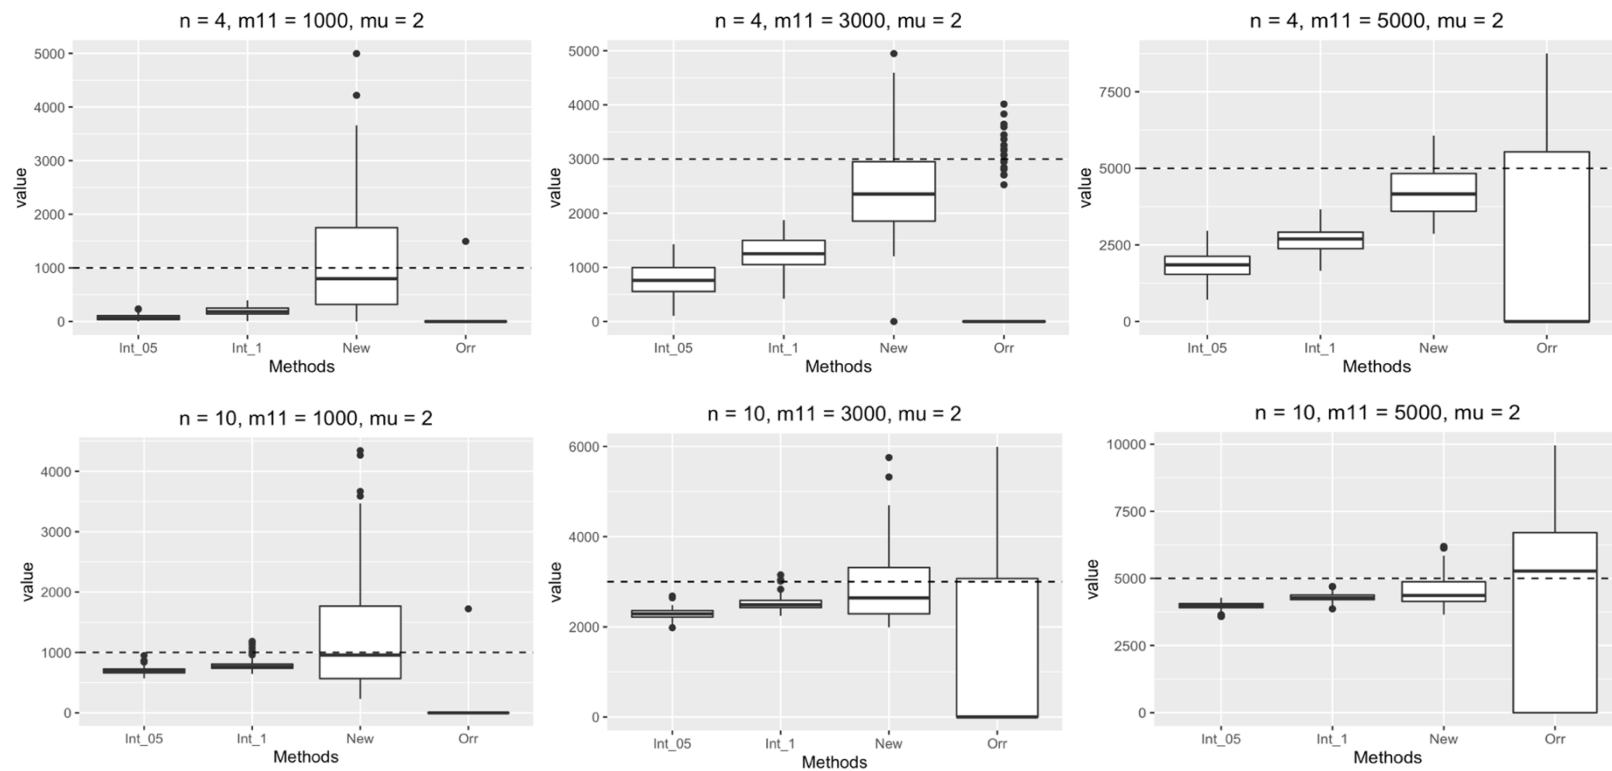 n = 4, m11 = 1000, mu = 2
value
5000
4000
3000
2000
1000
0
Int_05 Int_1 New Orr
Methods
n = 4, m11 = 3000, mu = 2
value
5000
4000
3000
2000
1000
0
Int_05 Int_1 New Orr
Methods
n = 4, m11 = 5000, mu = 2
value
7500
5000
2500
0
Int_05 Int_1 New Orr
Methods
n = 10, m11 = 1000, mu = 2
value
4000
3000
2000
1000
0
Int_05 Int_1 New Orr
Methods
n = 10, m11 = 3000, mu = 2
value
6000
4000
2000
0
Int_05 Int_1 New Orr
Methods
n = 10, m11 = 5000, mu = 2
value
10000
7500
5000
2500
0
Int_05 Int_1 New Orr
Methods